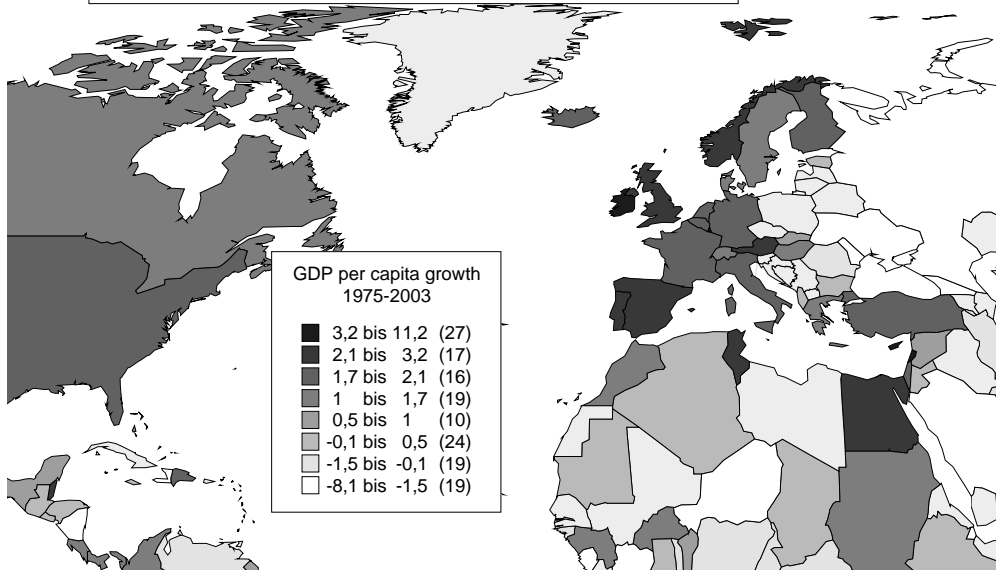 GDP per capita growth
1975-2003
3,2 bis 11,2 (27)
2,1 bis 3,2 (17)
1,7 bis 2,1 (16)
1 bis 1,7 (19)
0,5 bis 1 (10)
-0,1 bis 0,5 (24)
-1,5 bis -0,1 (19)
-8,1 bis -1,5 (19)